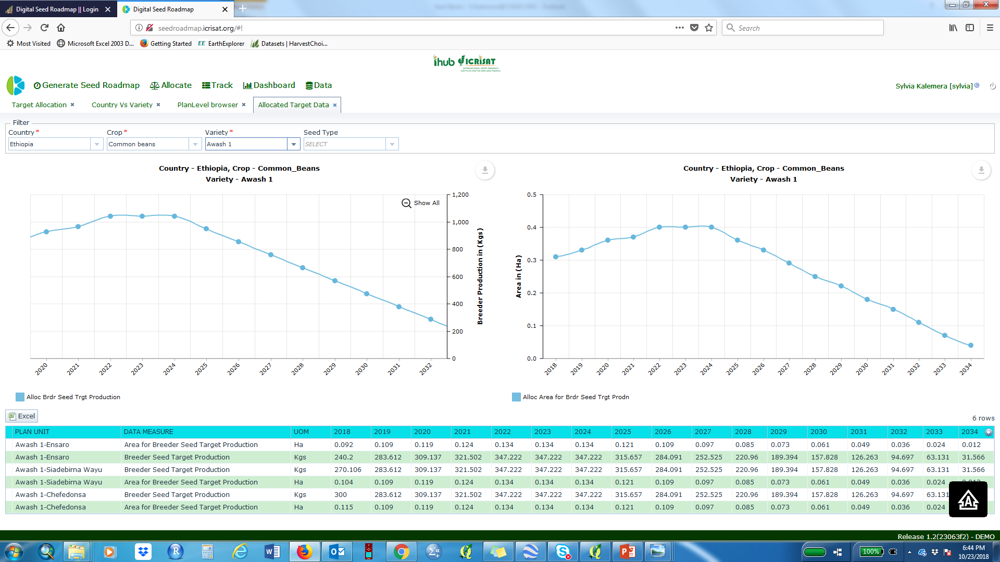 Digital Seed Roadmap || Login
Digital Seed Roadmap
seedroadmap.icrisat.org/#!
Search
Most Visited
Microsoft Excel 2003 D...
Getting Started
EE EarthExplorer
Datasets | HarvestChoi...
ihub ICRISAT
INTERNATIONAL CROPS RESEARCH
INSTITUTE FOR THE SEMI-ARID TROPICS
Generate Seed Roadmap Allocate Track Dashboard Data
Sylvia Kalemera [sylvia]
Target Allocation Country Vs Variety PlanLevel browser Allocated Target Data
Filter
Country * Crop * Variety * Seed Type
Ethiopia Common beans Awash 1 SELECT
Country - Ethiopia, Crop - Common_Beans
Variety - Awash 1
Show All
1,200
1,000
800
600
400
200
0
Breeder Production in (Kgs)
2020 2021 2022 2023 2024 2025 2026 2027 2028 2029 2030 2031 2032
Alloc Brdr Seed Trgt Production
Country - Ethiopia, Crop - Common_Beans
Variety - Awash 1
0.5
0.4
0.3
0.2
0.1
0.0
Area in (Ha)
2018 2019 2020 2021 2022 2023 2024 2025 2026 2027 2028 2029 2030 2031 2032 2033 2034
Alloc Area for Brdr Seed Trgt Prodn
Excel
6 rows
PLAN UNIT DATA MEASURE UOM 2018 2019 2020 2021 2022 2023 2024 2025 2026 2027 2028 2029 2030 2031 2032 2033 2034
Awash 1-Ensaro Area for Breeder Seed Target Production Ha 0.092 0.109 0.119 0.124 0.134 0.134 0.134 0.121 0.109 0.097 0.085 0.073 0.061 0.049 0.036 0.024 0.012
Awash 1-Ensaro Breeder Seed Target Production Kgs 240.2 283.612 309.137 321.502 347.222 347.222 347.222 315.657 284.091 252.525 220.96 189.394 157.828 126.263 94.697 63.131 31.566
Awash 1-Siadebirna Wayu Breeder Seed Target Production Kgs 270.106 283.612 309.137 321.502 347.222 347.222 347.222 315.657 284.091 252.525 220.96 189.394 157.828 126.263 94.697 63.131 31.566
Awash 1-Siadebirna Wayu Area for Breeder Seed Target Production Ha 0.104 0.109 0.119 0.124 0.134 0.134 0.134 0.121 0.109 0.097 0.085 0.073 0.061 0.049 0.036 0.024
Awash 1-Chefedonsa Breeder Seed Target Production Kgs 300 283.612 309.137 321.502 347.222 347.222 347.222 315.657 284.091 252.525 220.96 189.394 157.828 126.263 94.697 63.131
Awash 1-Chefedonsa Area for Breeder Seed Target Production Ha 0.115 0.109 0.119 0.124 0.134 0.134 0.134 0.121 0.109 0.097 0.085 0.073 0.061 0.049 0.036 0.024
A
Release 1.2(23063f2) - DEMO
100%
6:44 PM
10/23/2018